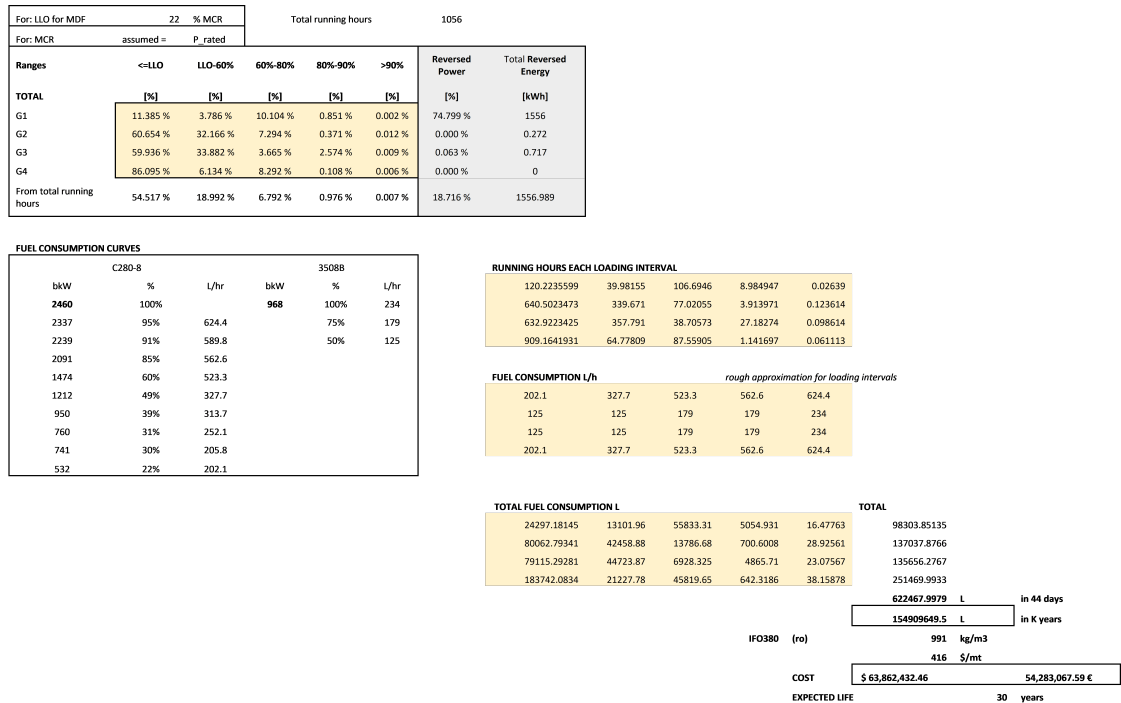 For: LLO for MDF 22 % MCR Total running hours 1056
For: MCR assumed = P_rated
Ranges <=LLO LLO-60% 60%-80% 80%-90% >90% Reversed Power Total Reversed Energy
TOTAL [%] [%] [%] [%] [%] [%] [kWh]
G1 11.385 % 3.786 % 10.104 % 0.851 % 0.002 % 74.799 % 1556
G2 60.654 % 32.166 % 7.294 % 0.371 % 0.012 % 0.000 % 0.272
G3 59.936 % 33.882 % 3.665 % 2.574 % 0.009 % 0.063 % 0.717
G4 86.095 % 6.134 % 8.292 % 0.108 % 0.006 % 0.000 % 0
From total running hours 54.517 % 18.992 % 6.792 % 0.976 % 0.007 % 18.716 % 1556.989
FUEL CONSUMPTION CURVES
C280-8 3508B
bkW % L/hr bkW % L/hr
2460 100% 968 100% 234
2337 95% 624.4 75% 179
2239 91% 589.8 50% 125
2091 85% 562.6
1474 60% 523.3
1212 49% 327.7
950 39% 313.7
760 31% 252.1
741 30% 205.8
532 22% 202.1
RUNNING HOURS EACH LOADING INTERVAL
120.2235599 39.98155 106.6946 8.984947 0.02639
640.5023473 339.671 77.02055 3.913971 0.123614
632.9223425 357.791 38.70573 27.18274 0.098614
909.1641931 64.77809 87.55905 1.141697 0.061113
FUEL CONSUMPTION L/h rough approximation for loading intervals
202.1 327.7 523.3 562.6 624.4
125 125 179 179 234
125 125 179 179 234
202.1 327.7 523.3 562.6 624.4
TOTAL FUEL CONSUMPTION L TOTAL
24297.18145 13101.96 55833.31 5054.931 16.47763 98303.85135
80062.79341 42458.88 13786.68 700.6008 28.92561 137037.8766
79115.29281 44723.87 6928.325 4865.71 23.07567 135656.2767
183742.0834 21227.78 45819.65 642.3186 38.15878 251469.9933
622467.9979 L in 44 days
154909649.5 L in K years
IFO380 (ro) 991 kg/m3
416 $/mt
COST $ 63,862,432.46 54,283,067.59 €
EXPECTED LIFE 30 years